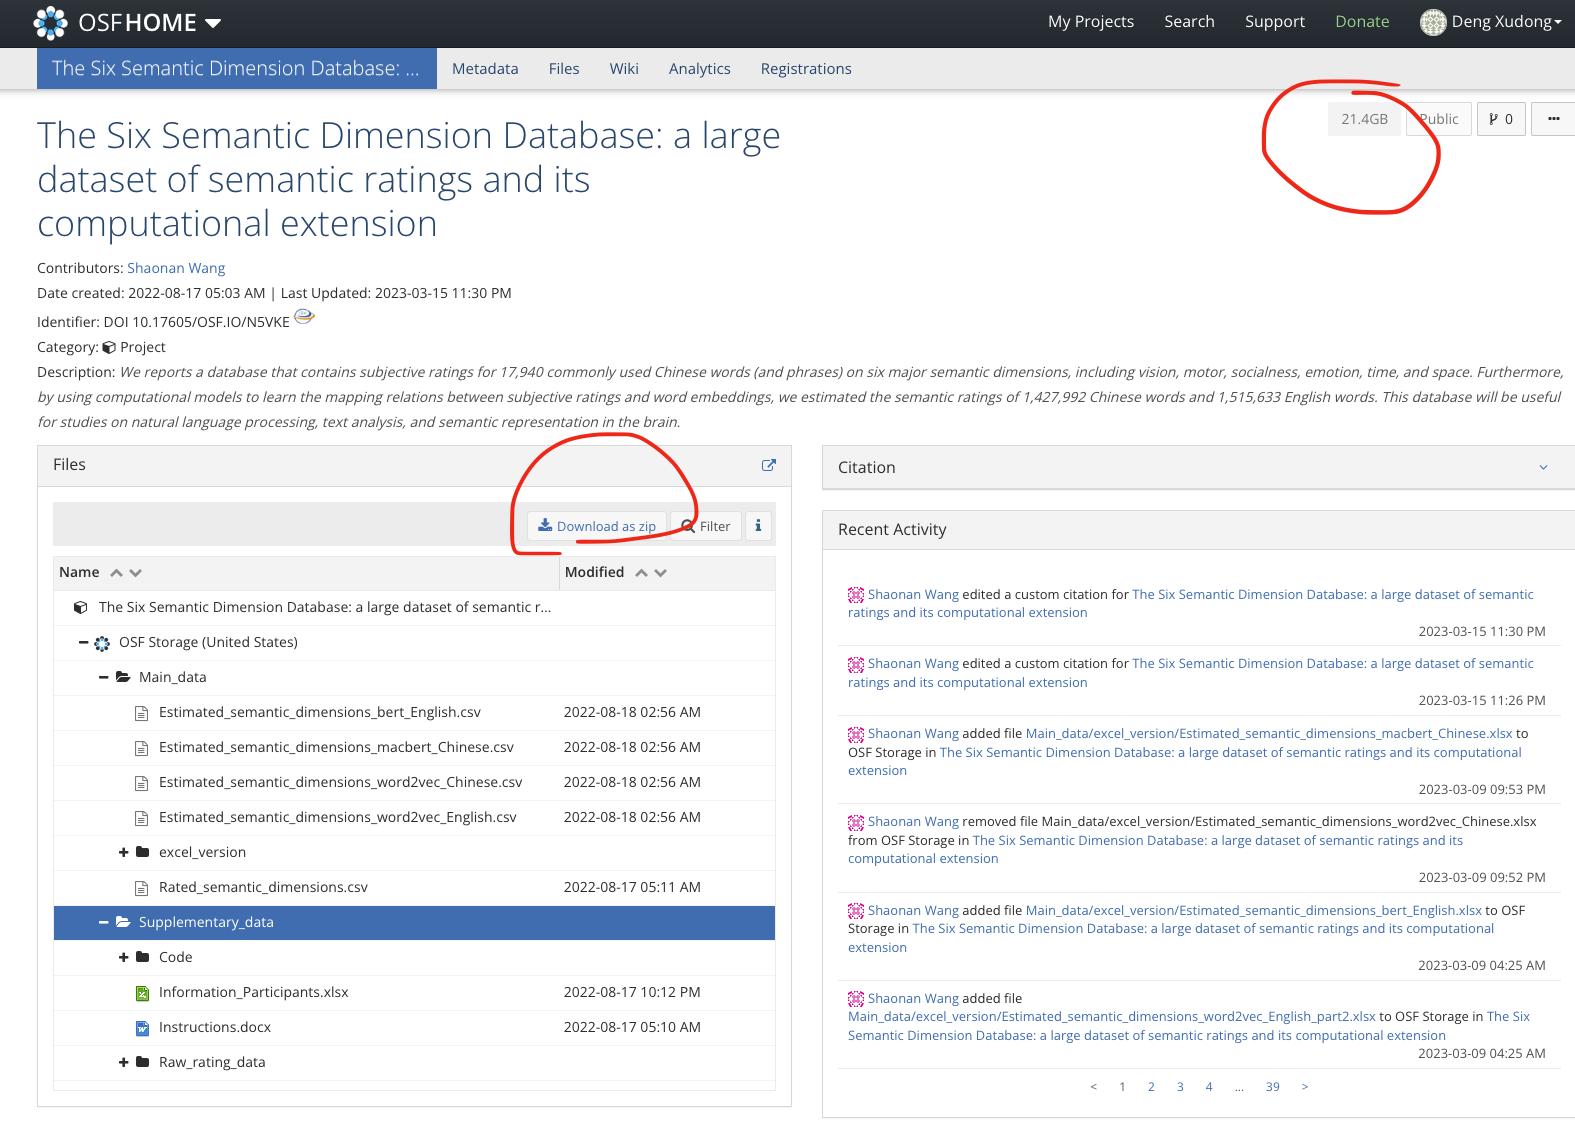 OSFHOME
My Projects
Search
Support
Donate
Deng Xudong
The Six Semantic Dimension Database: ...
Metadata
Files
Wiki
Analytics
Registrations
21.4GB
Public
0
The Six Semantic Dimension Database: a large
dataset of semantic ratings and its
computational extension
Contributors: Shaonan Wang
Date created: 2022-08-17 05:03 AM | Last Updated: 2023-03-15 11:30 PM
Identifier: DOI 10.17605/OSF.IO/N5VKE
Category: Project
Description: We reports a database that contains subjective ratings for 17,940 commonly used Chinese words (and phrases) on six major semantic dimensions, including vision, motor, socialness, emotion, time, and space. Furthermore,
by using computational models to learn the mapping relations between subjective ratings and word embeddings, we estimated the semantic ratings of 1,427,992 Chinese words and 1,515,633 English words. This database will be useful
for studies on natural language processing, text analysis, and semantic representation in the brain.
Files
Download as zip
Filter
i
Name
Modified
The Six Semantic Dimension Database: a large dataset of semantic r...
OSF Storage (United States)
Main_data
Estimated_semantic_dimensions_bert_English.csv 2022-08-18 02:56 AM
Estimated_semantic_dimensions_macbert_Chinese.csv 2022-08-18 02:56 AM
Estimated_semantic_dimensions_word2vec_Chinese.csv 2022-08-18 02:56 AM
Estimated_semantic_dimensions_word2vec_English.csv 2022-08-18 02:56 AM
excel_version
Rated_semantic_dimensions.csv 2022-08-17 05:11 AM
Supplementary_data
Code
Information_Participants.xlsx 2022-08-17 10:12 PM
Instructions.docx 2022-08-17 05:10 AM
Raw_rating_data
Citation
Recent Activity
Shaonan Wang edited a custom citation for The Six Semantic Dimension Database: a large dataset of semantic
ratings and its computational extension
2023-03-15 11:30 PM
Shaonan Wang edited a custom citation for The Six Semantic Dimension Database: a large dataset of semantic
ratings and its computational extension
2023-03-15 11:26 PM
Shaonan Wang added file Main_data/excel_version/Estimated_semantic_dimensions_macbert_Chinese.xlsx to
OSF Storage in The Six Semantic Dimension Database: a large dataset of semantic ratings and its computational
extension
2023-03-09 09:53 PM
Shaonan Wang removed file Main_data/excel_version/Estimated_semantic_dimensions_word2vec_Chinese.xlsx
from OSF Storage in The Six Semantic Dimension Database: a large dataset of semantic ratings and its
computational extension
2023-03-09 09:52 PM
Shaonan Wang added file Main_data/excel_version/Estimated_semantic_dimensions_bert_English.xlsx to OSF
Storage in The Six Semantic Dimension Database: a large dataset of semantic ratings and its computational
extension
2023-03-09 04:25 AM
Shaonan Wang added file
Main_data/excel_version/Estimated_semantic_dimensions_word2vec_English_part2.xlsx to OSF Storage in The Six
Semantic Dimension Database: a large dataset of semantic ratings and its computational extension
2023-03-09 04:25 AM
< 1 2 3 4 ... 39 >